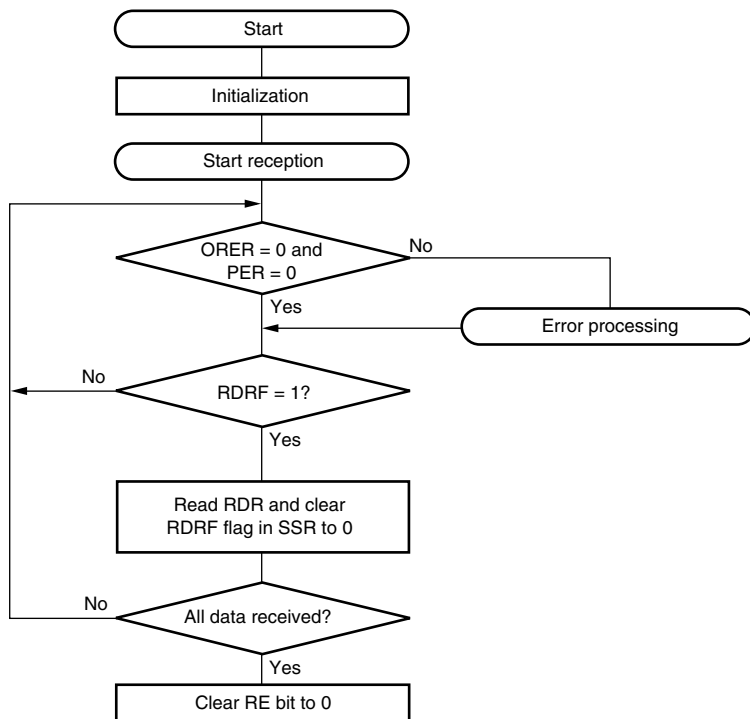 Start
Initialization
Start reception
ORER = 0 and
PER = 0
No
Yes
Error processing
No
RDRF = 1?
Yes
Read RDR and clear
RDRF flag in SSR to 0
No
All data received?
Yes
Clear RE bit to 0